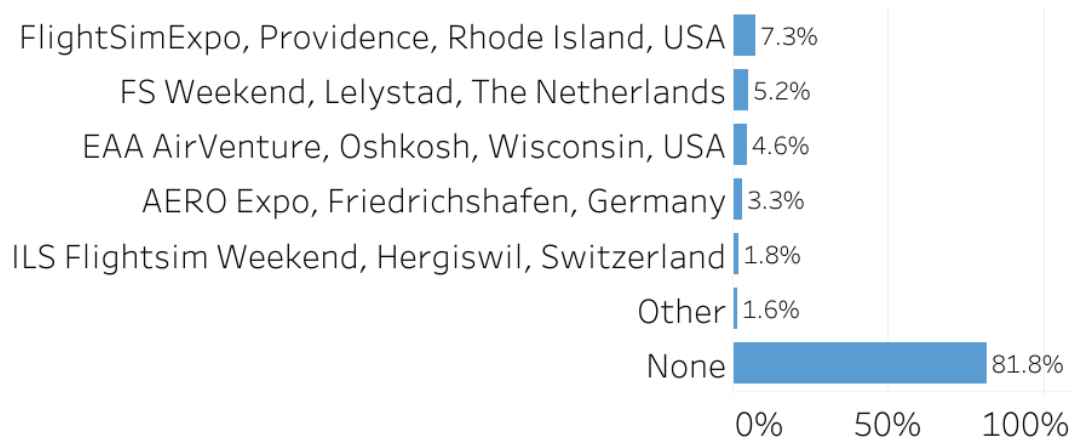 FlightSimExpo, Providence, Rhode Island, USA 7.3%
FS Weekend, Lelystad, The Netherlands 5.2%
EAA AirVenture, Oshkosh, Wisconsin, USA 4.6%
AERO Expo, Friedrichshafen, Germany 3.3%
ILS Flightsim Weekend, Hergiswil, Switzerland 1.8%
Other 1.6%
None 81.8%
0% 50% 100%